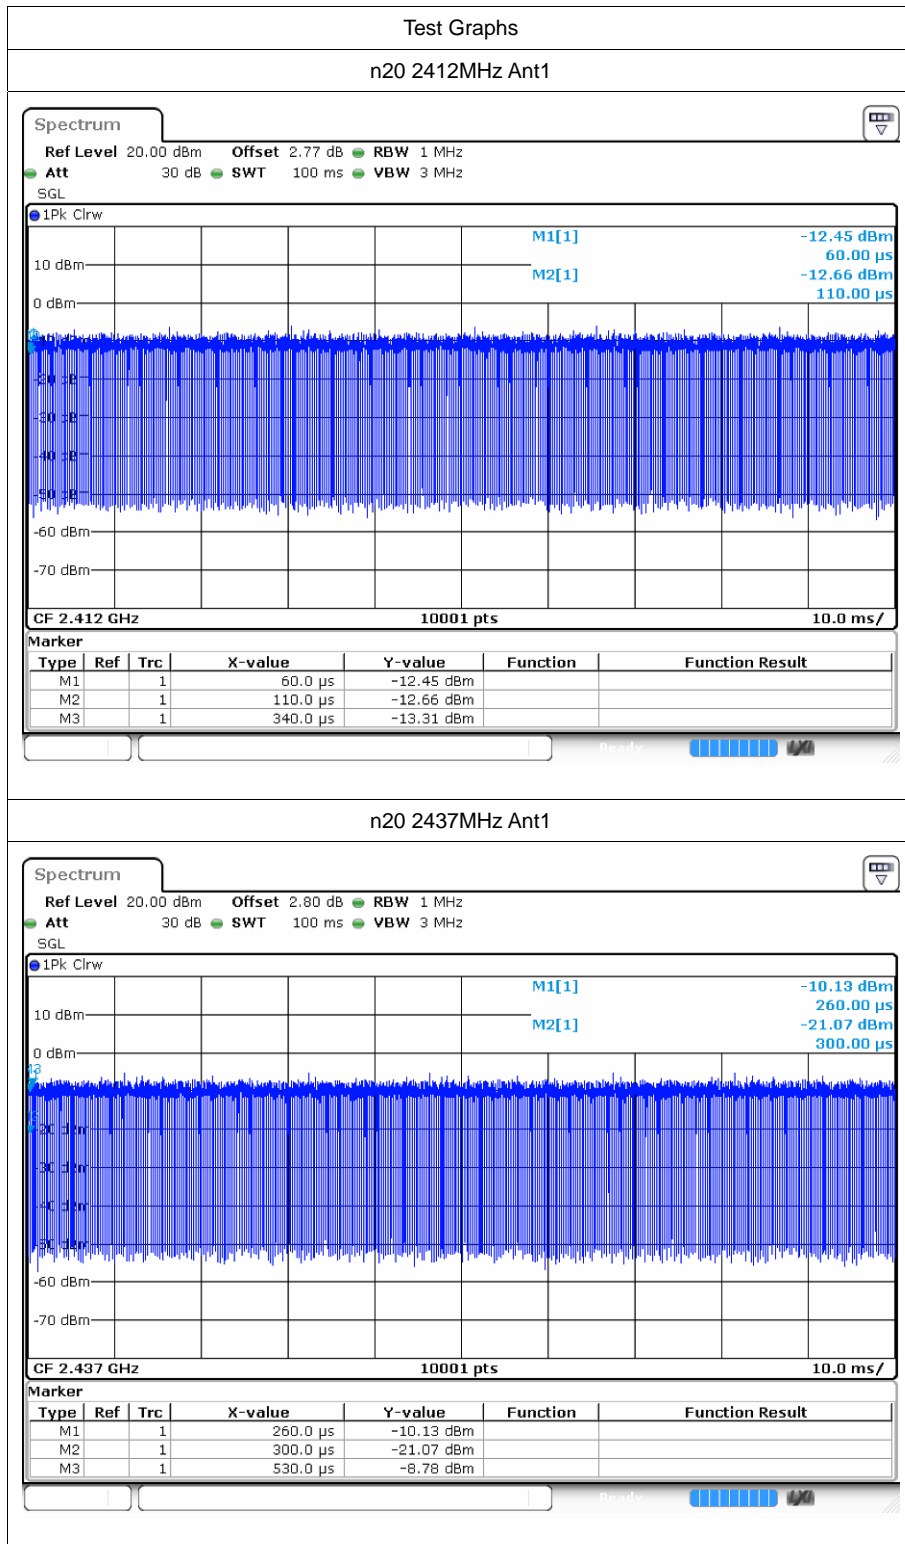 Test Graphs
n20 2412MHz Ant1
Spectrum
Ref Level 20.00 dBm Offset 2.77 dB RBW 1 MHz
Att 30 dB SWT 100 ms VBW 3 MHz
SGL
1Pk Clrw
M1[1] -12.45 dBm
60.00 µs
10 dBm
M2[1] -12.66 dBm
110.00 µs
0 dBm
-60 dBm
-70 dBm
CF 2.412 GHz 10001 pts 10.0 ms/
Marker
Type Ref Trc X-value Y-value Function Function Result
M1 1 60.0 µs -12.45 dBm
M2 1 110.0 µs -12.66 dBm
M3 1 340.0 µs -13.31 dBm
Ready LXI
n20 2437MHz Ant1
Spectrum
Ref Level 20.00 dBm Offset 2.80 dB RBW 1 MHz
Att 30 dB SWT 100 ms VBW 3 MHz
SGL
1Pk Clrw
M1[1] -10.13 dBm
260.00 µs
10 dBm
M2[1] -21.07 dBm
300.00 µs
0 dBm
-60 dBm
-70 dBm
CF 2.437 GHz 10001 pts 10.0 ms/
Marker
Type Ref Trc X-value Y-value Function Function Result
M1 1 260.0 µs -10.13 dBm
M2 1 300.0 µs -21.07 dBm
M3 1 530.0 µs -8.78 dBm
Ready LXI